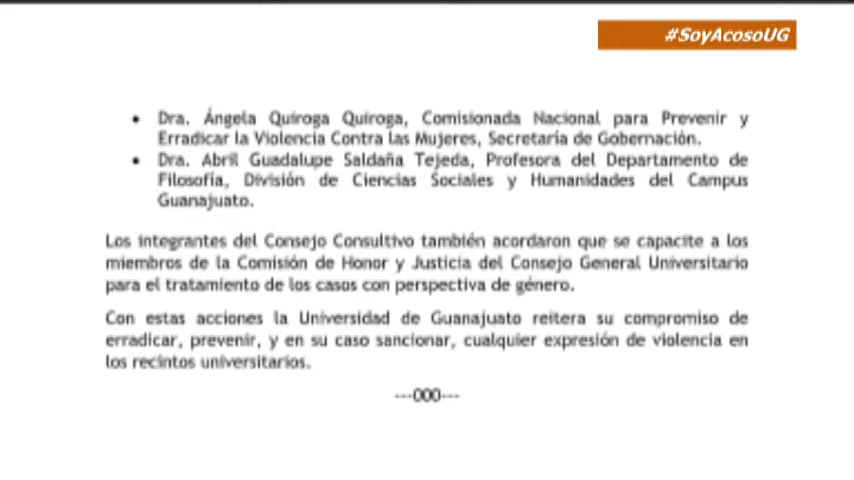 #SoyAcosoUG
• Dra. Ángela Quiroga Quiroga, Comisionada Nacional para Prevenir y
Erradicar la Violencia Contra las Mujeres, Secretaría de Gobernación.
• Dra. Abril Guadalupe Saldaña Tejeda, Profesora del Departamento de
Filosofía, División de Ciencias Sociales y Humanidades del Campus
Guanajuato.
Los integrantes del Consejo Consultivo también acordaron que se capacite a los
miembros de la Comisión de Honor y Justicia del Consejo General Universitario
para el tratamiento de los casos con perspectiva de género.
Con estas acciones la Universidad de Guanajuato reitera su compromiso de
erradicar, prevenir, y en su caso sancionar, cualquier expresión de violencia en
los recintos universitarios.
---000---